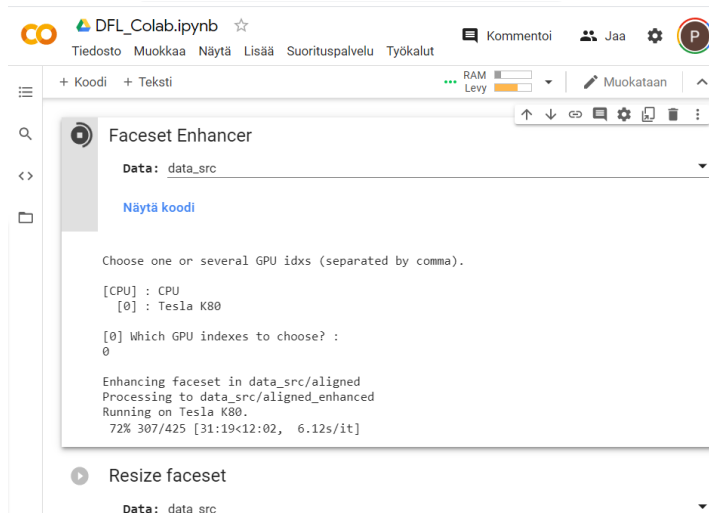 DFL_Colab.ipynb
Kommentoi
Jaa
P
Tiedosto Muokkaa Näytä Lisää Suorituspalvelu Työkalut
+ Koodi + Teksti
RAM
Levy
Muokataan
Faceset Enhancer
Data: data_src
Näytä koodi
Choose one or several GPU idxs (separated by comma).
[CPU] : CPU
[0] : Tesla K80
[0] Which GPU indexes to choose? :
0
Enhancing faceset in data_src/aligned
Processing to data_src/aligned_enhanced
Running on Tesla K80.
72% 307/425 [31:19<12:02, 6.12s/it]
Resize faceset
Data: data_src